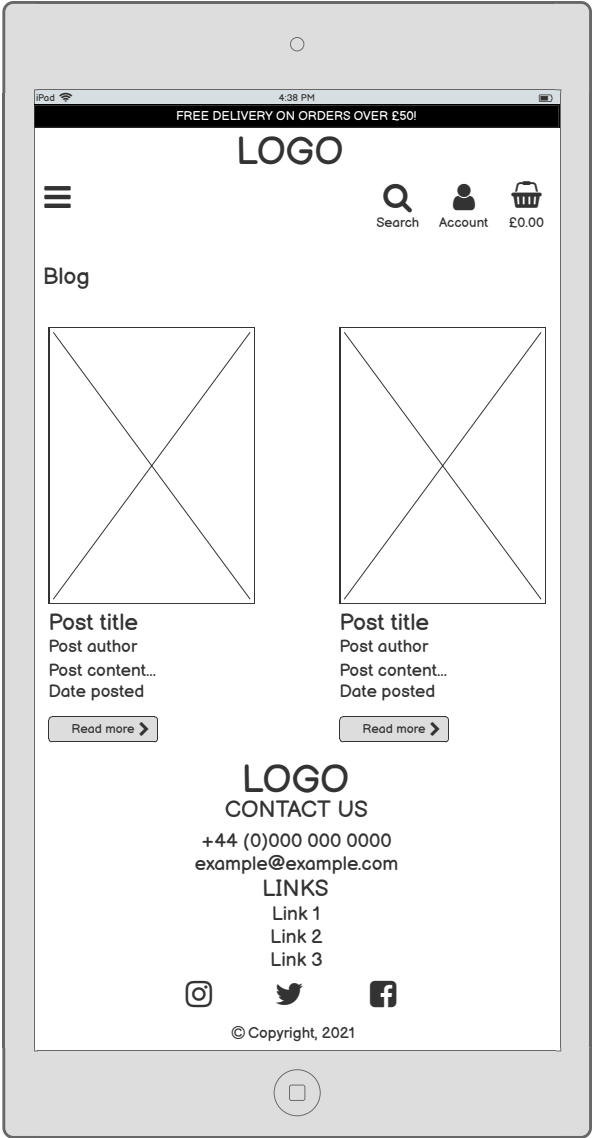 iPad 4:38 PM
FREE DELIVERY ON ORDERS OVER £50!
LOGO
Search Account £0.00
Blog
Post title
Post author
Post content...
Date posted
Read more
Post title
Post author
Post content...
Date posted
Read more
LOGO
CONTACT US
+44 (0)000 000 0000
example@example.com
LINKS
Link 1
Link 2
Link 3
© Copyright, 2021